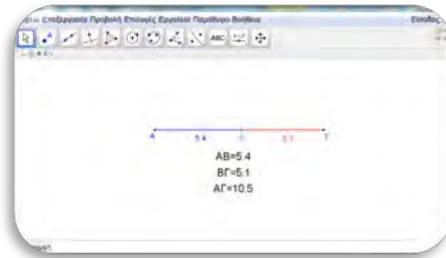 Επεξεργασία Προβολή Επιλογές Εργαλεία Παράθυρο Βοήθεια
ABC
A 5.4 5.1 Γ
ΑΒ=5.4
ΒΓ=5.1
ΑΓ=10.5